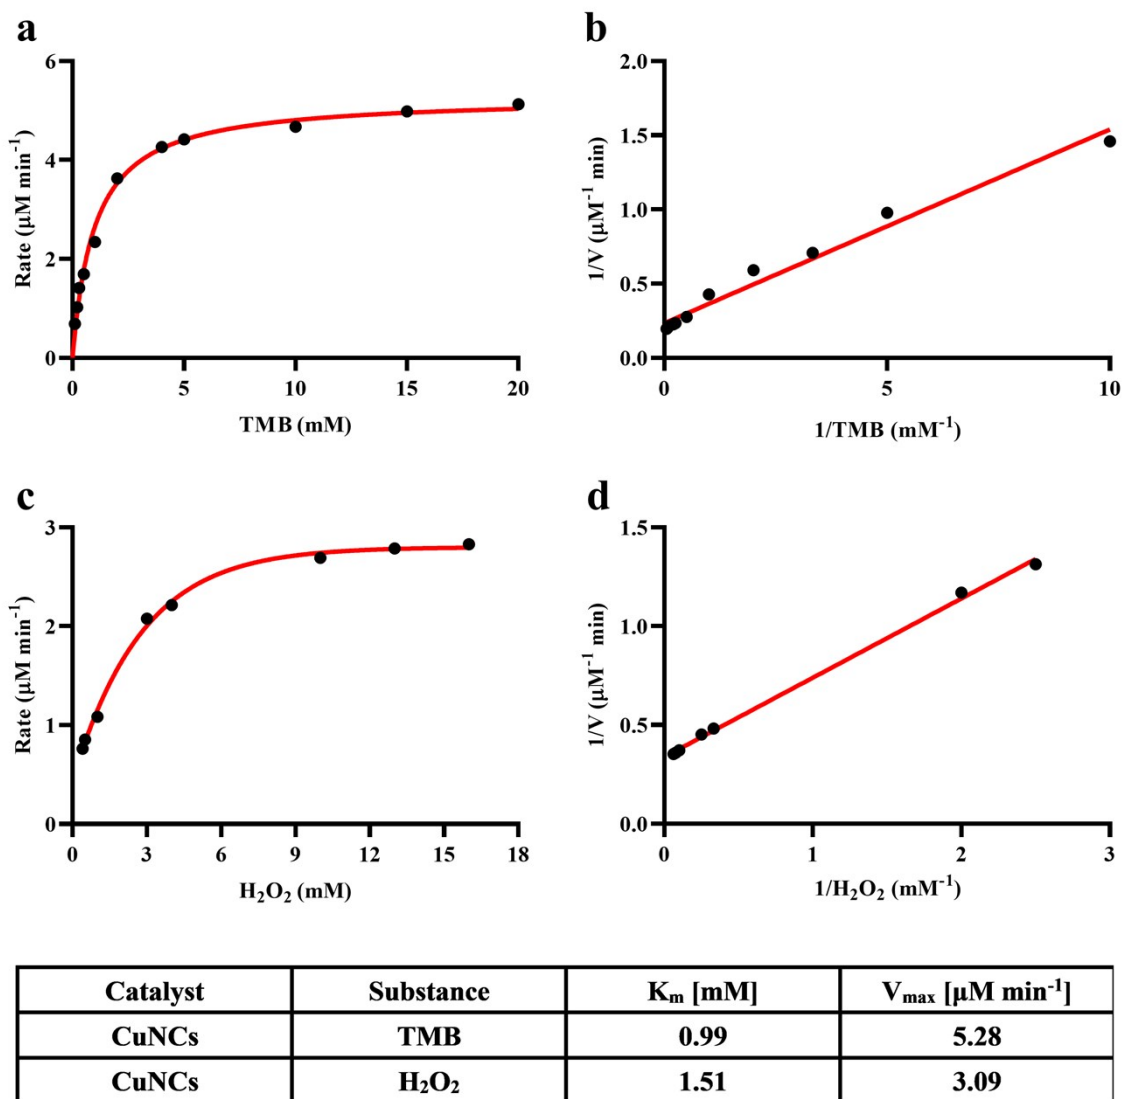 a
6
4
2
0
Rate (μM min⁻¹)
0 5 10 15 20
TMB (mM)
b
2.0
1.5
1.0
0.5
0.0
1/V (μM⁻¹ min)
0 5 10
1/TMB (mM⁻¹)
c
3
2
1
0
Rate (μM min⁻¹)
0 3 6 9 12 15 18
H₂O₂ (mM)
d
1.5
1.0
0.5
0.0
1/V (μM⁻¹ min)
0 1 2 3
1/H₂O₂ (mM⁻¹)
Catalyst Substance Kₘ [mM] Vₘₐₓ [μM min⁻¹]
CuNCs TMB 0.99 5.28
CuNCs H₂O₂ 1.51 3.09